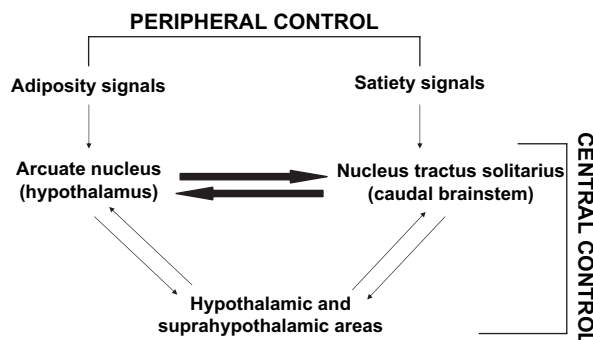 PERIPHERAL CONTROL
Adiposity signals
Satiety signals
Arcuate nucleus
(hypothalamus)
Nucleus tractus solitarius
(caudal brainstem)
Hypothalamic and
suprahypothalamic areas
CENTRAL CONTROL